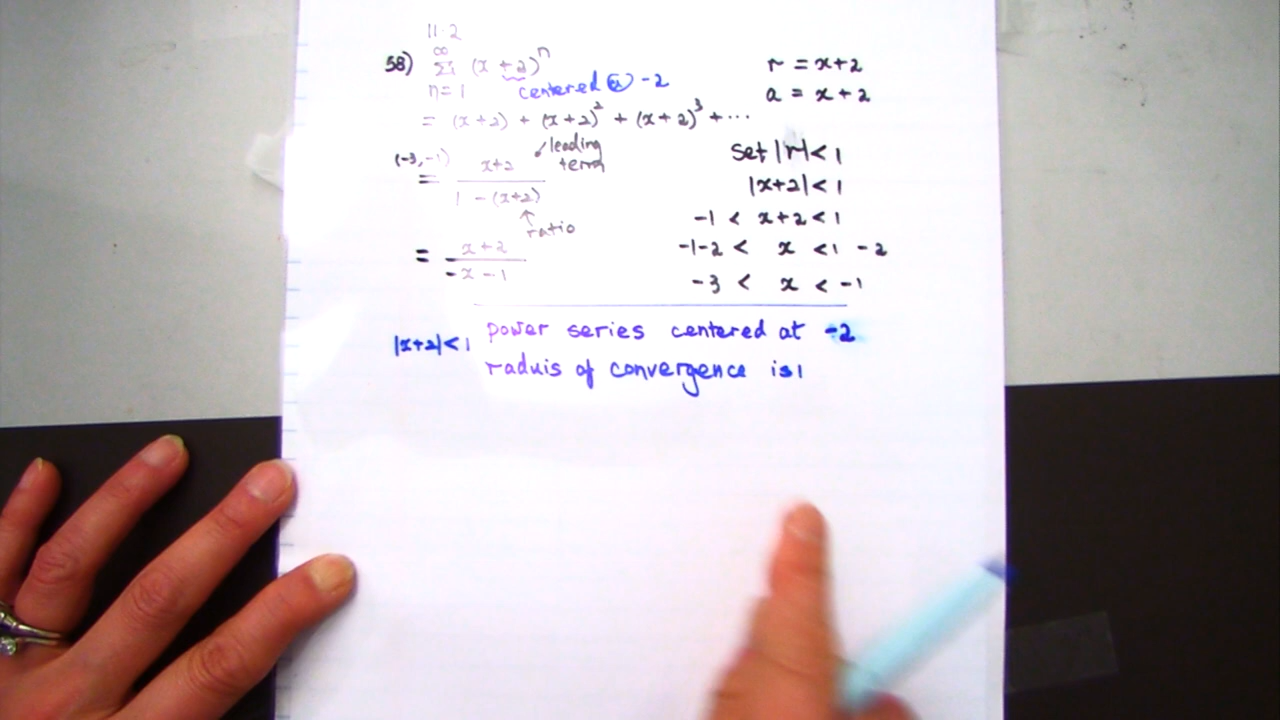 11.2
58) ∞ Σ n=1 (x+2)ⁿ
centered @ -2
= (x+2) + (x+2)² + (x+2)³ + ...
(-3,-1)
= x+2 / 1 - (x+2)
leading term
ratio
= x+2 / -x-1
r = x+2
a = x+2
set |r|<1
|x+2|<1
-1 < x+2 < 1
-1-2 < x < 1 -2
-3 < x < -1
|x+2|<1
power series centered at -2
raduis of convergence is 1